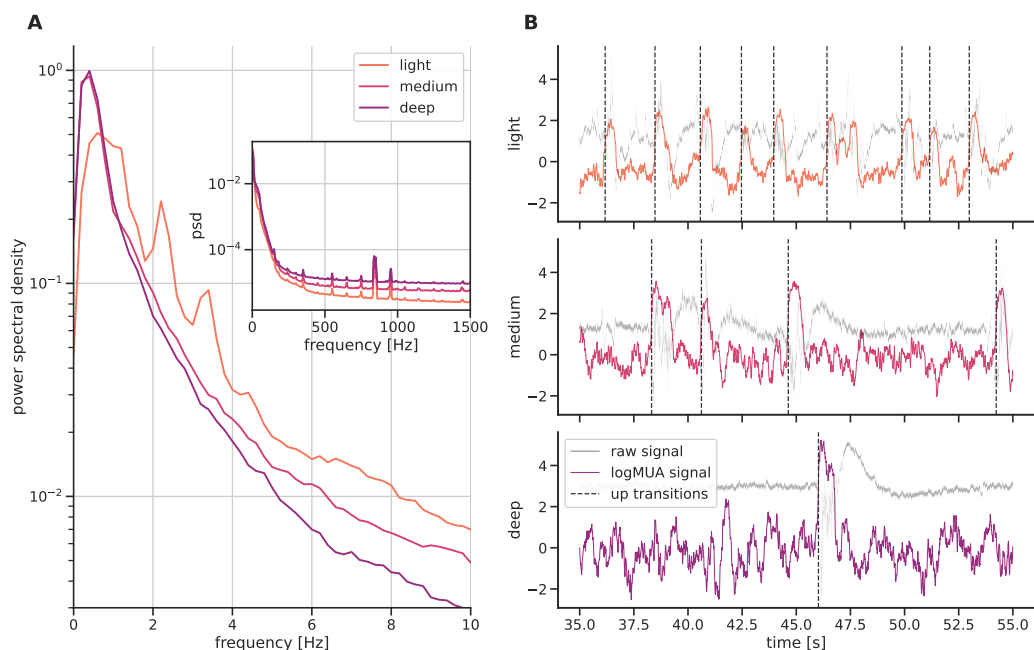 A
power spectral density
10⁰
10⁻¹
10⁻²
light
medium
deep
psd
10⁻²
10⁻⁴
0 500 1000 1500
frequency [Hz]
0 2 4 6 8 10
frequency [Hz]
B
light
4
2
0
−2
medium
4
2
0
−2
deep
4
2
0
−2
raw signal
logMUA signal
up transitions
35.0 37.5 40.0 42.5 45.0 47.5 50.0 52.5 55.0
time [s]